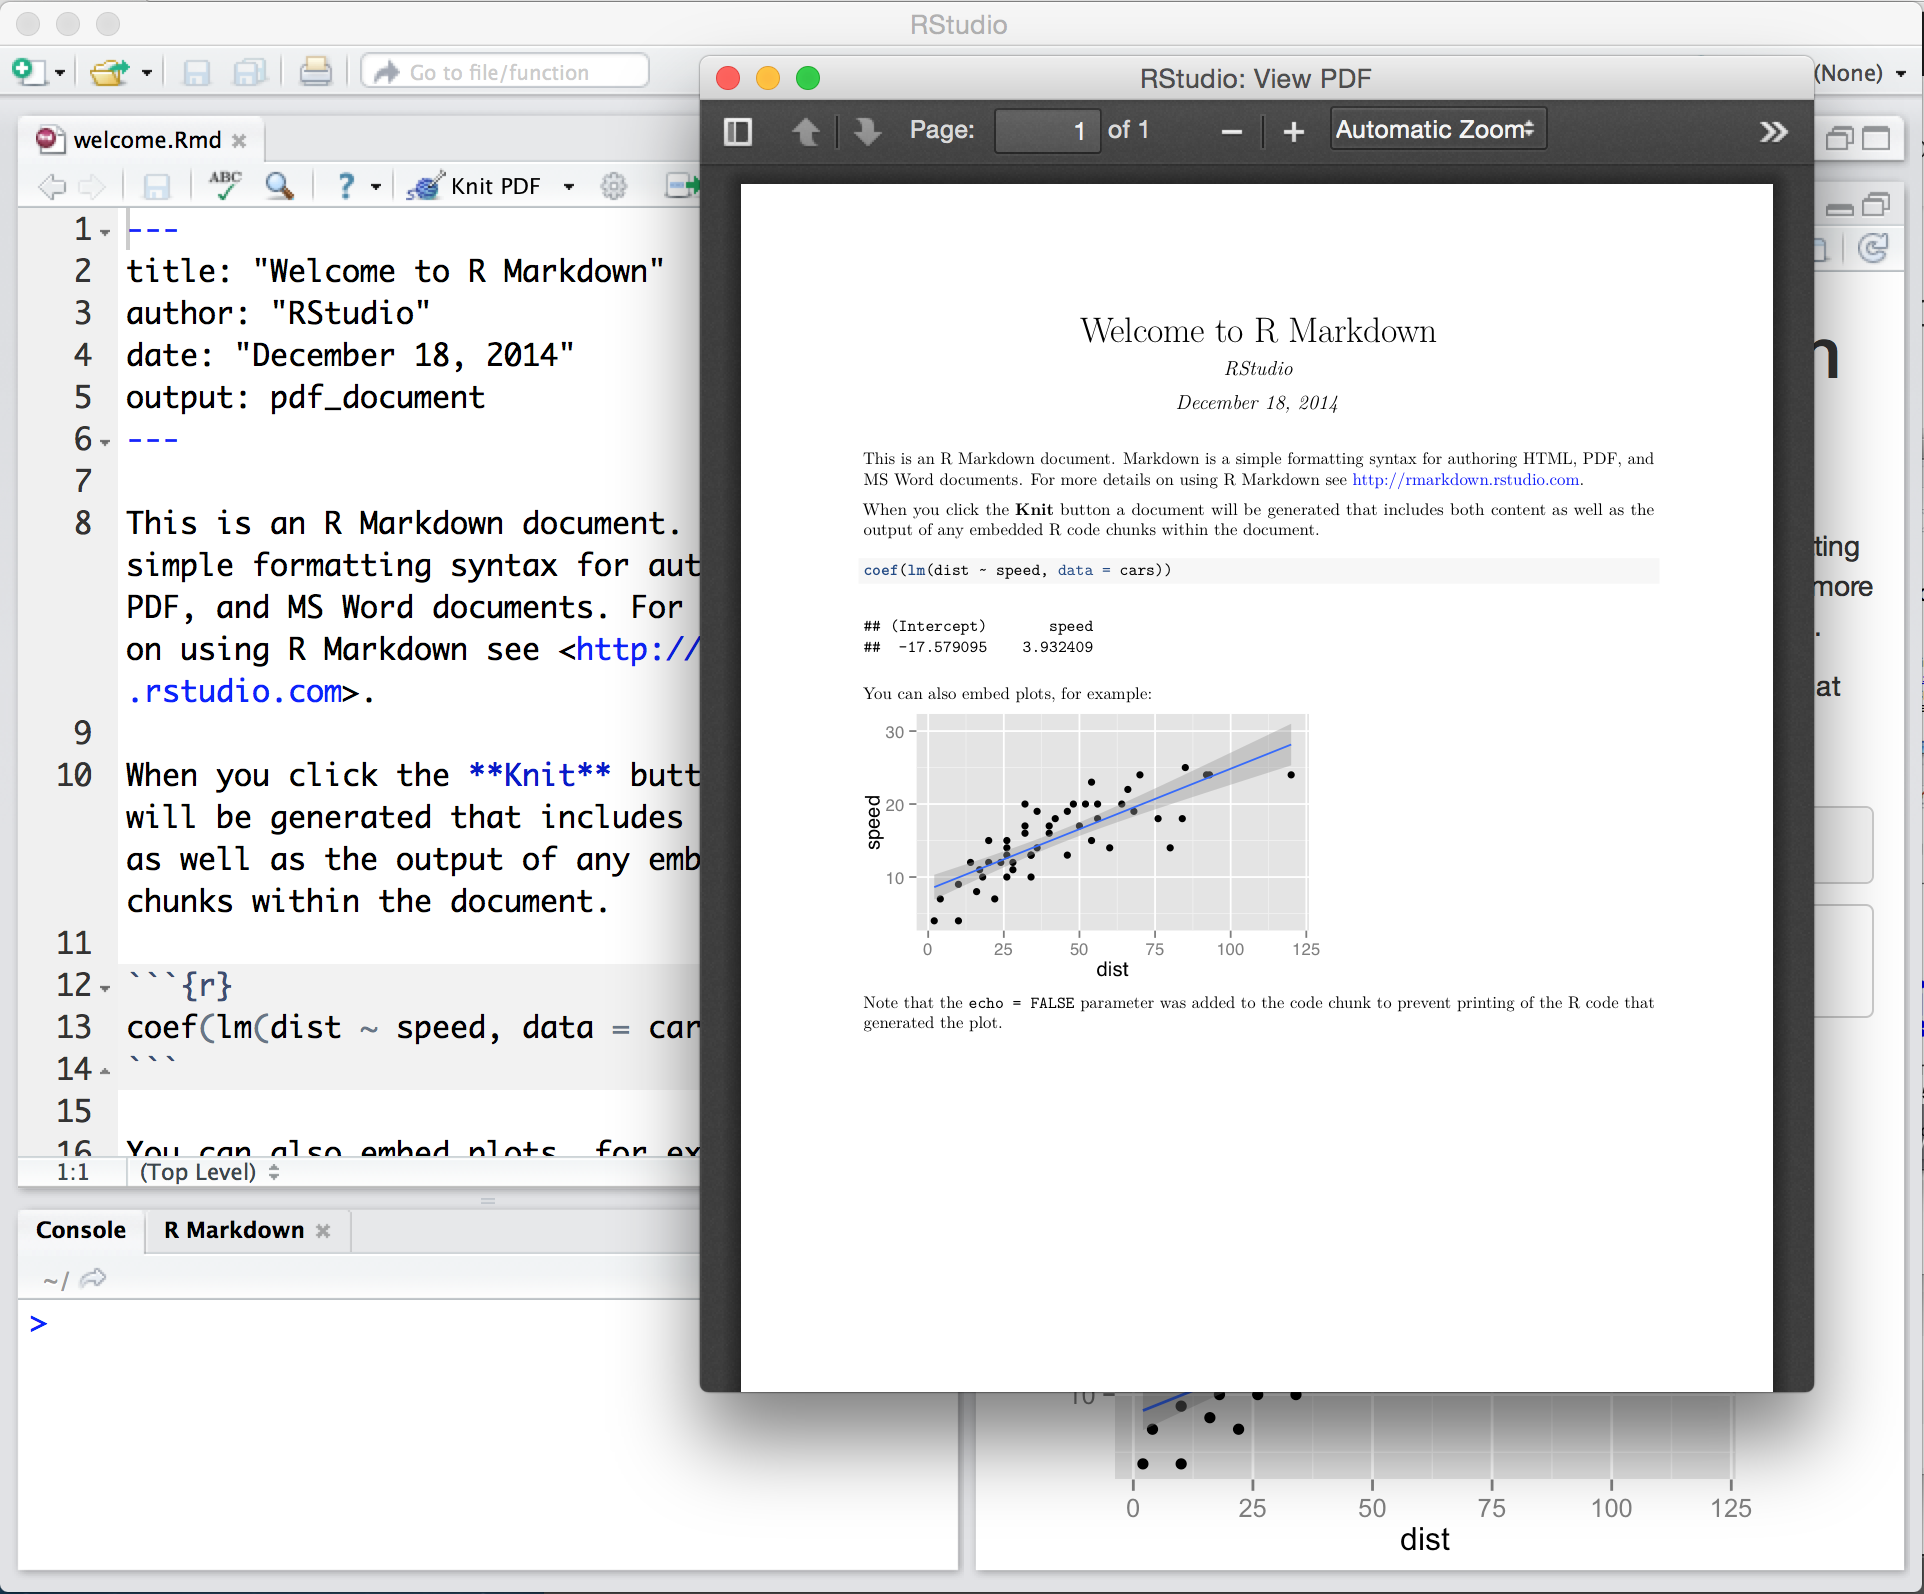 RStudio
Go to file/function
(None)
welcome.Rmd
ABC
? Knit PDF
1 ---
2 title: "Welcome to R Markdown"
3 author: "RStudio"
4 date: "December 18, 2014"
5 output: pdf_document
6 ---
7
8 This is an R Markdown document.
simple formatting syntax for aut
PDF, and MS Word documents. For
on using R Markdown see <http://
.rstudio.com>.
9
10 When you click the **Knit** butt
will be generated that includes
as well as the output of any emb
chunks within the document.
11
12 ```{r}
13 coef(lm(dist ~ speed, data = car
14 ```
15
16 You can also embed plots, for ex
1:1 (Top Level)
Console R Markdown
~/
>
RStudio: View PDF
Page: 1 of 1 Automatic Zoom
Welcome to R Markdown
RStudio
December 18, 2014
This is an R Markdown document. Markdown is a simple formatting syntax for authoring HTML, PDF, and
MS Word documents. For more details on using R Markdown see http://rmarkdown.rstudio.com.
When you click the Knit button a document will be generated that includes both content as well as the
output of any embedded R code chunks within the document.
coef(lm(dist ~ speed, data = cars))
## (Intercept) speed
## -17.579095 3.932409
You can also embed plots, for example:
30
20
10
speed
0 25 50 75 100 125
dist
Note that the echo = FALSE parameter was added to the code chunk to prevent printing of the R code that
generated the plot.
n
ting
more
.
at
10
0 25 50 75 100 125
dist